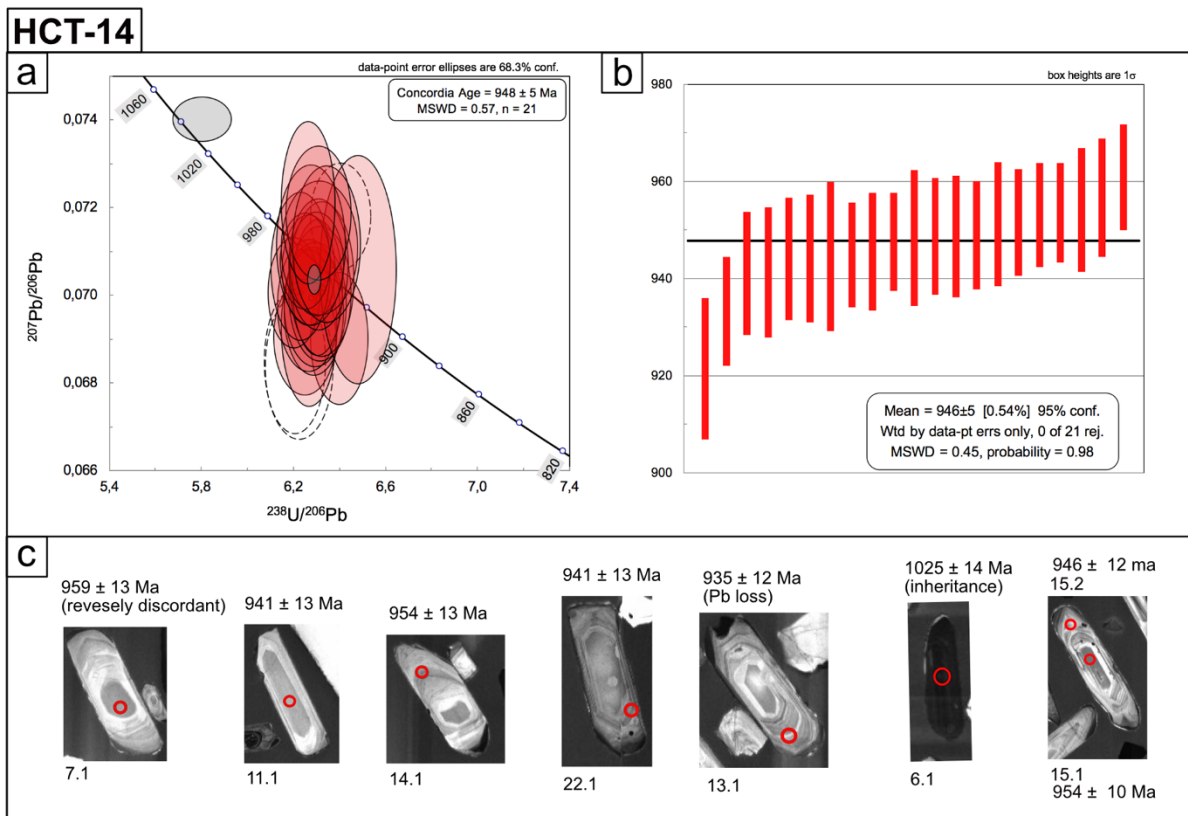 HCT-14
a
data-point error ellipses are 68.3% conf.
Concordia Age = 948 ± 5 Ma
MSWD = 0.57, n = 21
1060
1020
980
900
860
820
0,074
0,072
0,070
0,068
0,066
207Pb/206Pb
5,4
5,8
6,2
6,6
7,0
7,4
238U/206Pb
b
box heights are 1σ
980
960
940
920
900
Mean = 946±5 [0.54%] 95% conf.
Wtd by data-pt errs only, 0 of 21 rej.
MSWD = 0.45, probability = 0.98
c
959 ± 13 Ma
(revesely discordant)
7.1
941 ± 13 Ma
11.1
954 ± 13 Ma
14.1
941 ± 13 Ma
22.1
935 ± 12 Ma
(Pb loss)
13.1
1025 ± 14 Ma
(inheritance)
6.1
946 ± 12 ma
15.2
15.1
954 ± 10 Ma